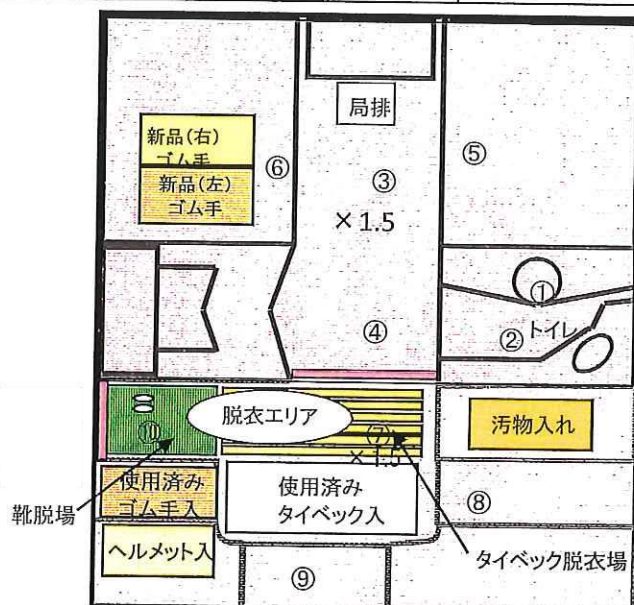 局排
新品(右)
ゴム手
新品(左)
ゴム手
⑥
③
⑤
×1.5
①
④
②
トイレ
⑩
脱衣エリア
⑦
×1.5
汚物入れ
使用済み
ゴム手入
使用済み
タイベック入
⑧
靴脱場
ヘルメット入
タイベック脱衣場
⑨